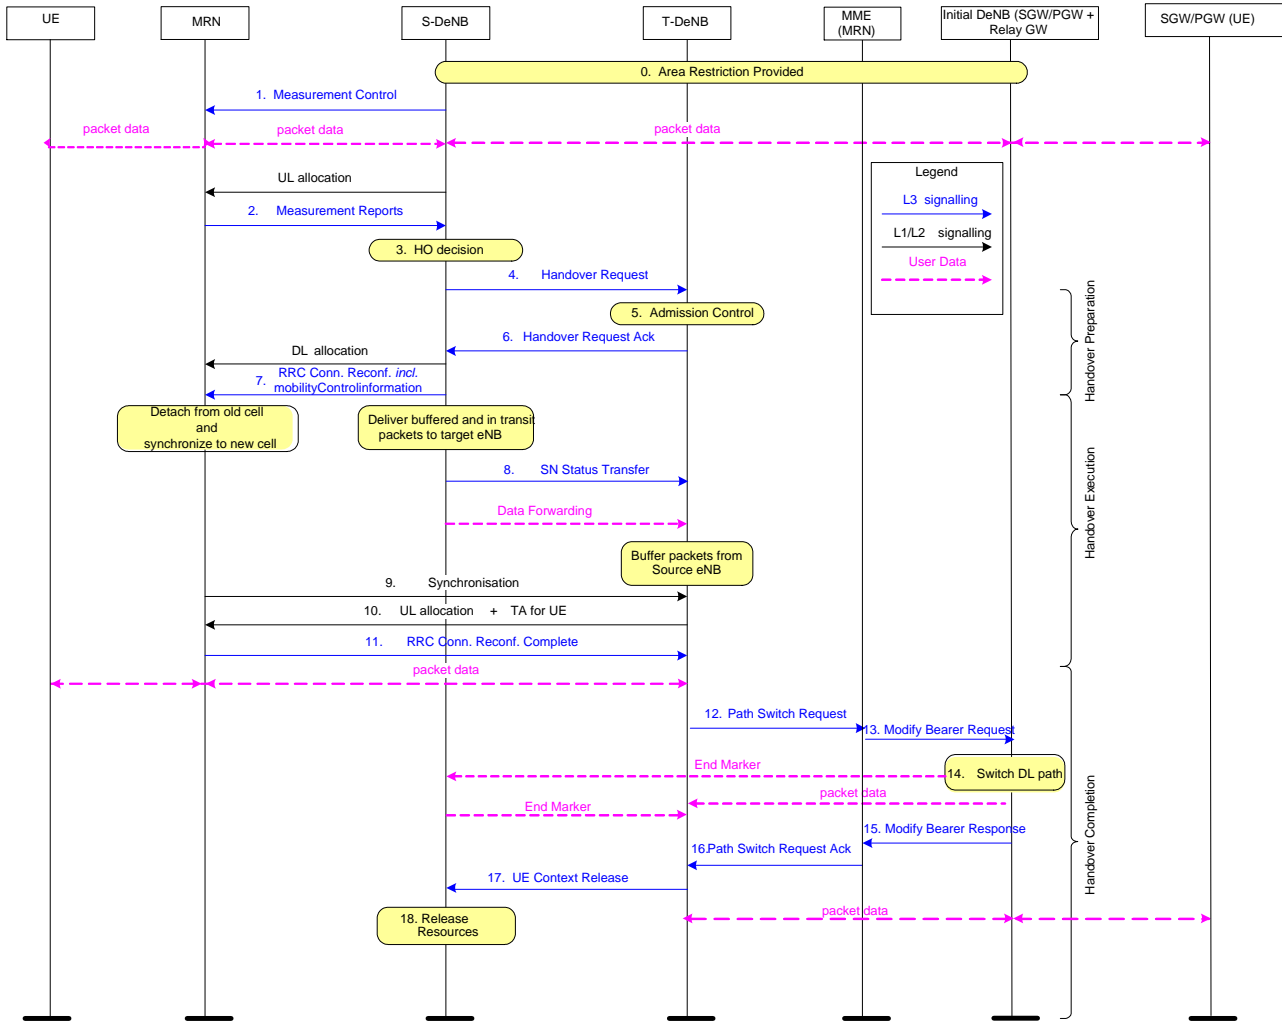 UE
MRN
S-DeNB
T-DeNB
MME
(MRN)
Initial DeNB (SGW/PGW +
Relay GW
SGW/PGW (UE)
0. Area Restriction Provided
1. Measurement Control
packet data
packet data
packet data
UL allocation
2. Measurement Reports
3. HO decision
4. Handover Request
5. Admission Control
6. Handover Request Ack
DL allocation
7. RRC Conn. Reconf. incl.
mobilityControlinformation
Legend
L3 signalling
L1/L2 signalling
User Data
Handover Preparation
Detach from old cell
and
synchronize to new cell
Deliver buffered and in transit
packets to target eNB
8. SN Status Transfer
Data Forwarding
Buffer packets from
Source eNB
9. Synchronisation
10. UL allocation + TA for UE
11. RRC Conn. Reconf. Complete
Handover Execution
packet data
12. Path Switch Request
13. Modify Bearer Request
End Marker
14. Switch DL path
packet data
End Marker
15. Modify Bearer Response
16.Path Switch Request Ack
17. UE Context Release
18. Release
Resources
packet data
Handover Completion